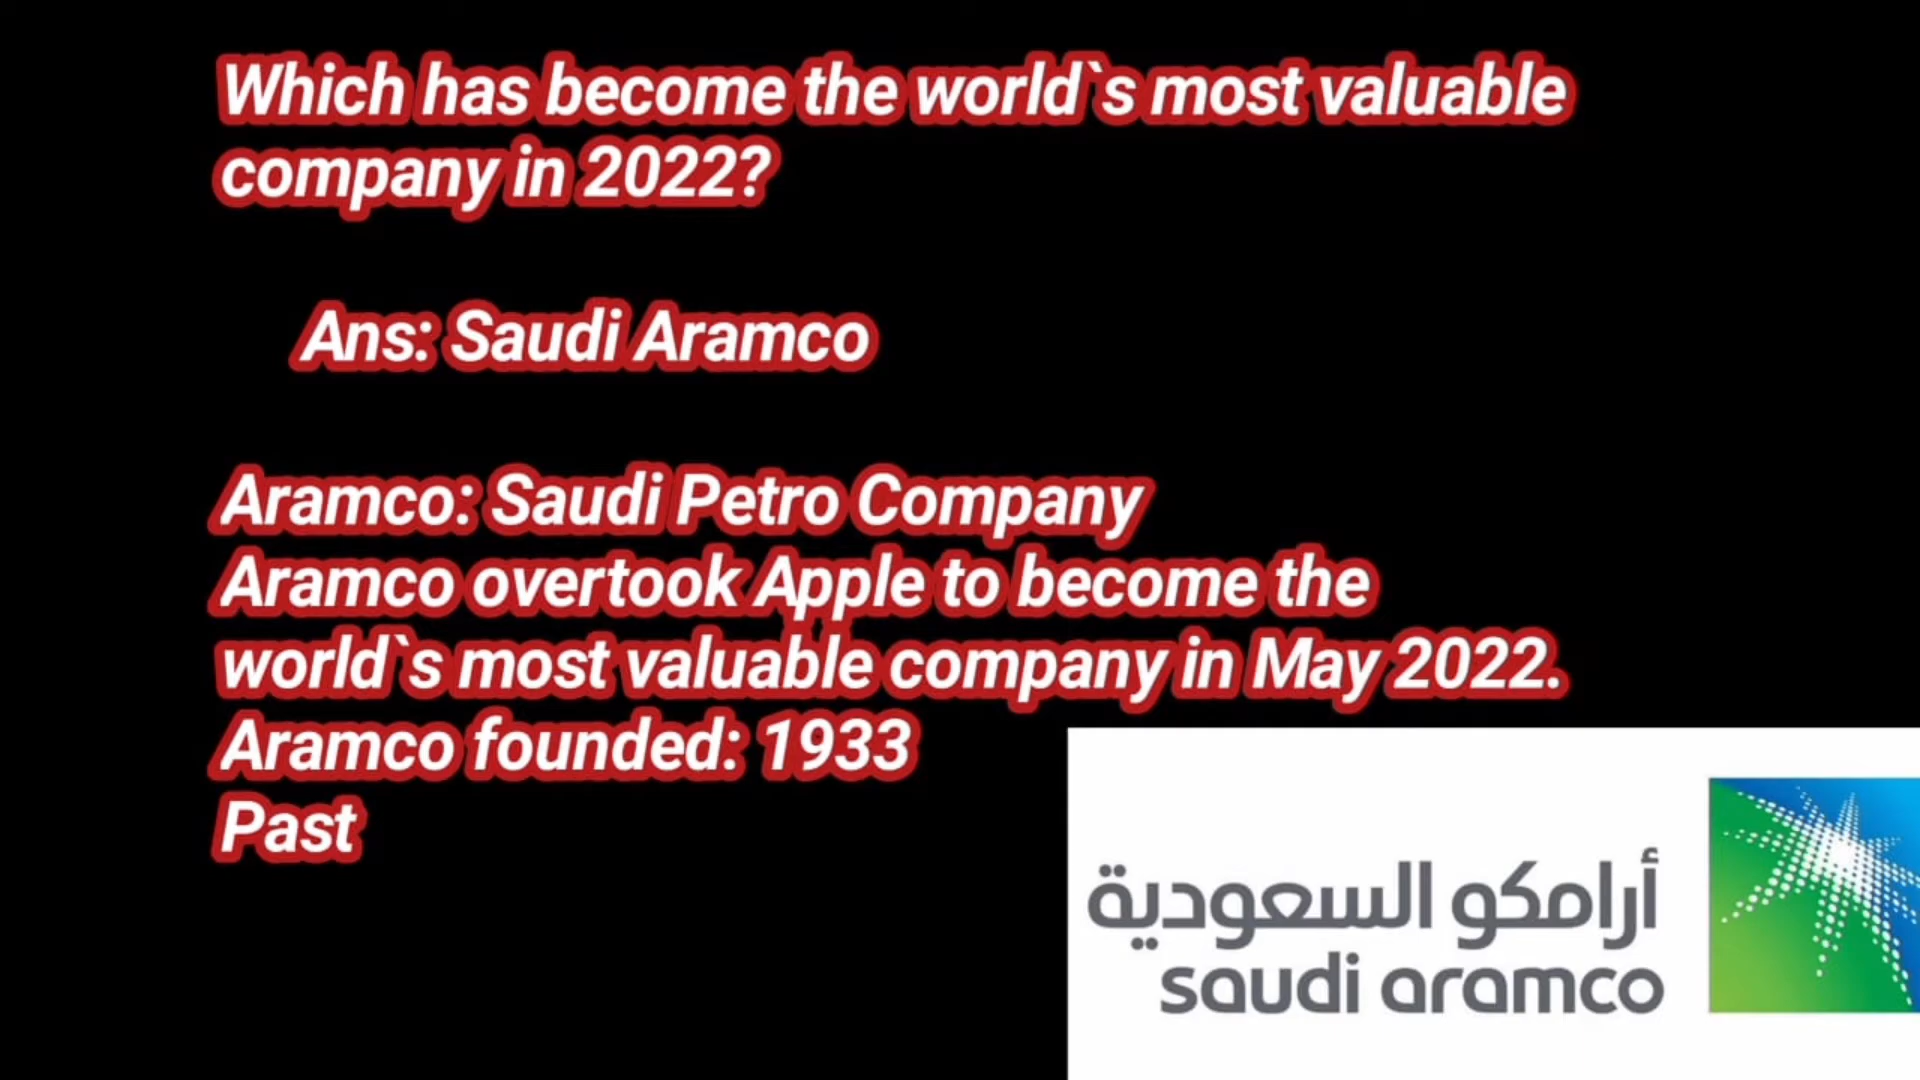 Which has become the world`s most valuable
company in 2022?
Ans: Saudi Aramco
Aramco: Saudi Petro Company
Aramco overtook Apple to become the
world`s most valuable company in May 2022.
Aramco founded: 1933
Past
أرامكو السعودية
saudi aramco